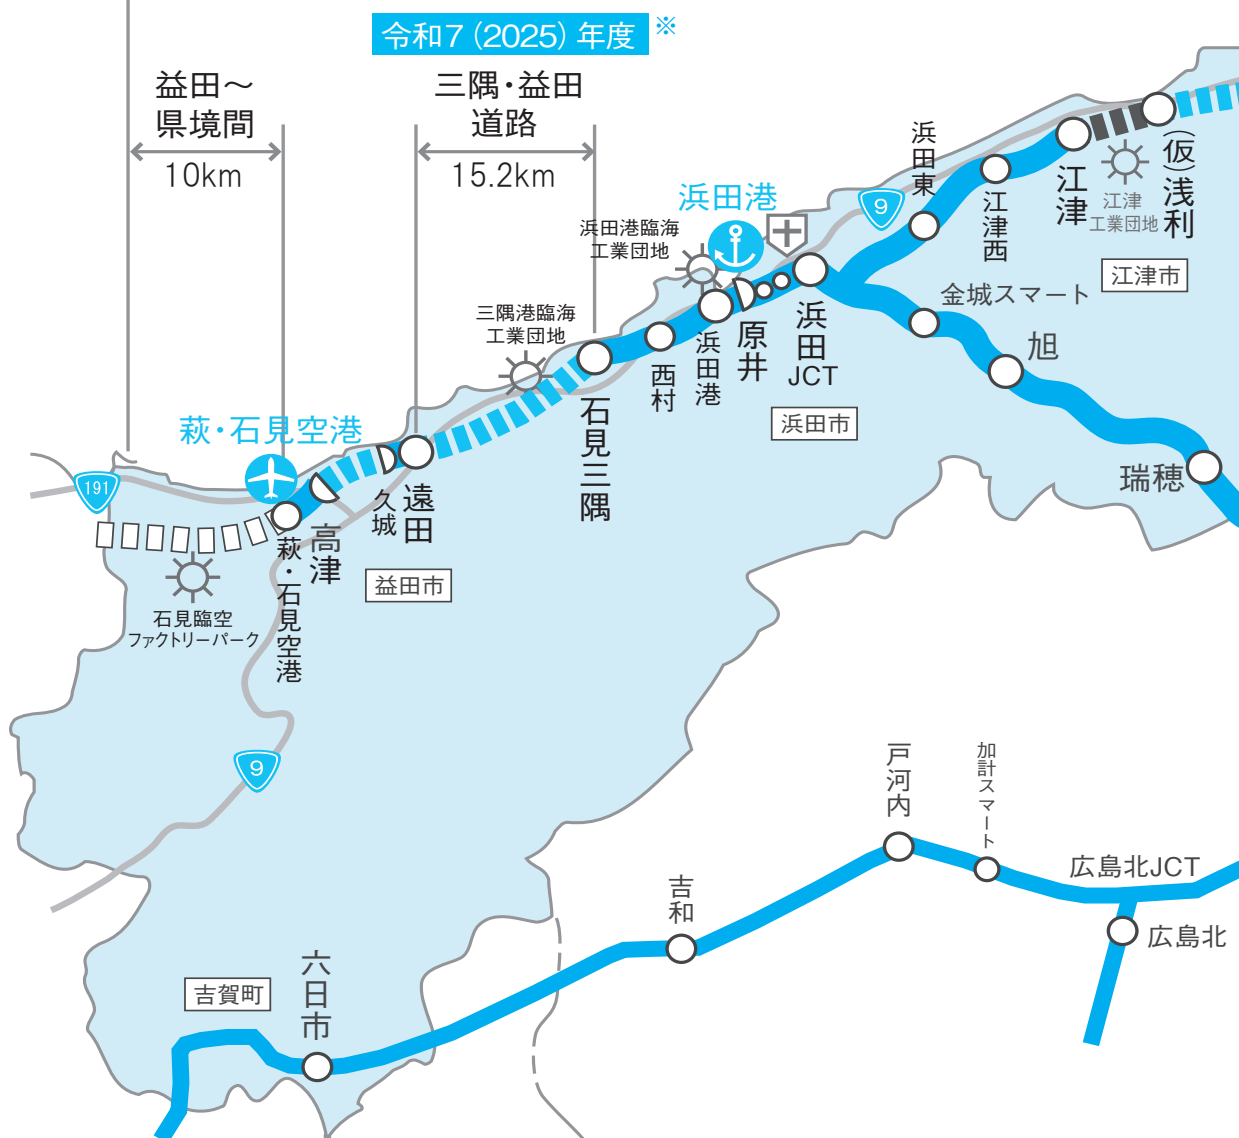 令和7(2025)年度 ※
益田～
県境間
10km
三隅・益田
道路
15.2km
浜田港
浜田港臨海
工業団地
三隅港臨海
工業団地
萩・石見空港
191
9
浜田東
江津西
江津
(仮)浅利
江津
工業団地
江津市
金城スマート
旭
瑞穂
浜田
JCT
原井
浜田港
西村
石見三隅
浜田市
遠田
久城
高津
萩・石見空港
益田市
石見臨空
ファクトリーパーク
9
戸河内
加計スマート
広島北JCT
広島北
吉和
六日市
吉賀町